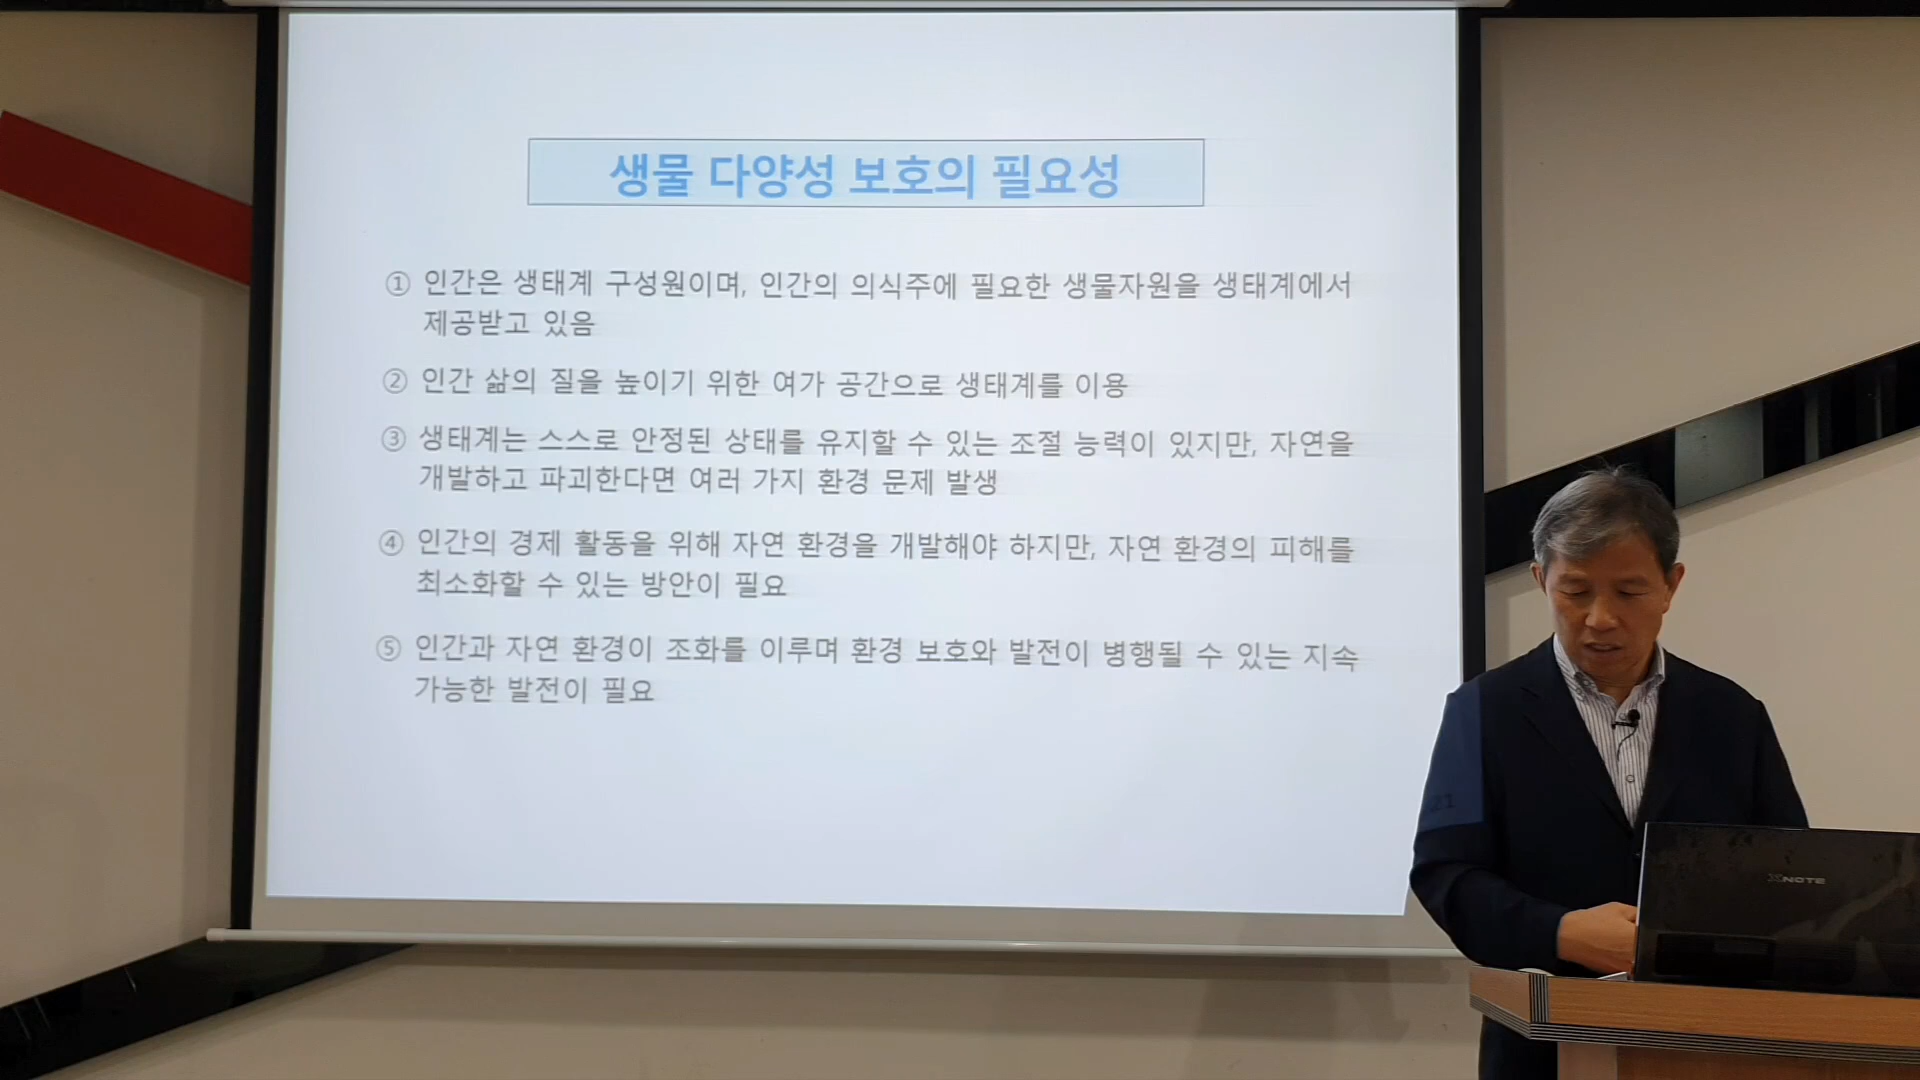 생물 다양성 보호의 필요성
① 인간은 생태계 구성원이며, 인간의 의식주에 필요한 생물자원을 생태계에서
제공받고 있음
② 인간 삶의 질을 높이기 위한 여가 공간으로 생태계를 이용
③ 생태계는 스스로 안정된 상태를 유지할 수 있는 조절 능력이 있지만, 자연을
개발하고 파괴한다면 여러 가지 환경 문제 발생
④ 인간의 경제 활동을 위해 자연 환경을 개발해야 하지만, 자연 환경의 피해를
최소화할 수 있는 방안이 필요
⑤ 인간과 자연 환경이 조화를 이루며 환경 보호와 발전이 병행될 수 있는 지속
가능한 발전이 필요
21
XNOTE